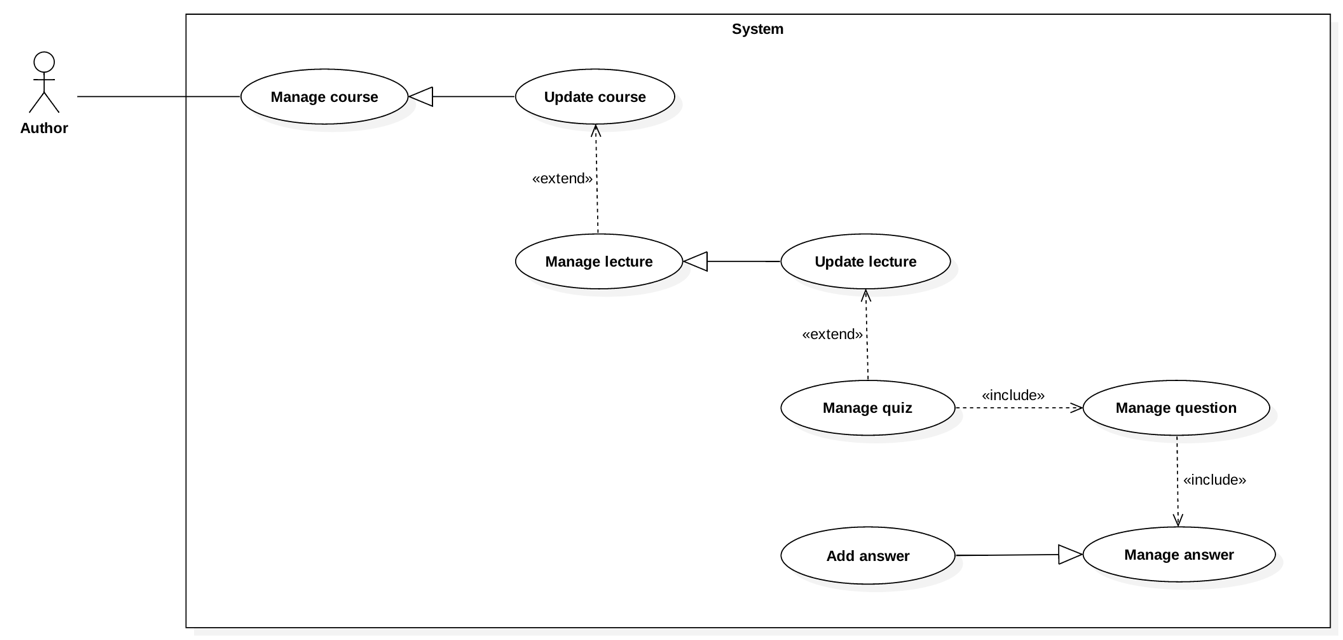 System
Author
Manage course
Update course
«extend»
Manage lecture
Update lecture
«extend»
Manage quiz
«include»
Manage question
«include»
Add answer
Manage answer